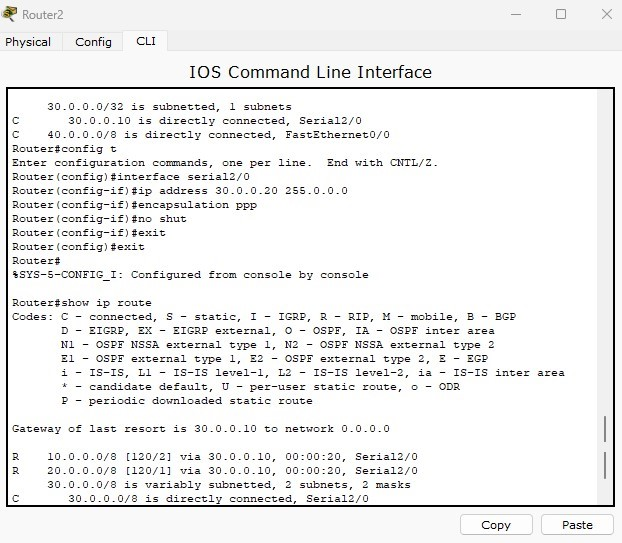 Router2
Physical Config CLI
IOS Command Line Interface
30.0.0.0/32 is subnetted, 1 subnets
C 30.0.0.10 is directly connected, Serial2/0
C 40.0.0.0/8 is directly connected, FastEthernet0/0
Router#config t
Enter configuration commands, one per line. End with CNTL/Z.
Router(config)#interface serial2/0
Router(config-if)#ip address 30.0.0.20 255.0.0.0
Router(config-if)#encapsulation ppp
Router(config-if)#no shut
Router(config-if)#exit
Router(config)#exit
Router#
%SYS-5-CONFIG_I: Configured from console by console
Router#show ip route
Codes: C - connected, S - static, I - IGRP, R - RIP, M - mobile, B - BGP
D - EIGRP, EX - EIGRP external, O - OSPF, IA - OSPF inter area
N1 - OSPF NSSA external type 1, N2 - OSPF NSSA external type 2
E1 - OSPF external type 1, E2 - OSPF external type 2, E - EGP
i - IS-IS, L1 - IS-IS level-1, L2 - IS-IS level-2, ia - IS-IS inter area
* - candidate default, U - per-user static route, o - ODR
P - periodic downloaded static route
Gateway of last resort is 30.0.0.10 to network 0.0.0.0
R 10.0.0.0/8 [120/2] via 30.0.0.10, 00:00:20, Serial2/0
R 20.0.0.0/8 [120/1] via 30.0.0.10, 00:00:20, Serial2/0
30.0.0.0/8 is variably subnetted, 2 subnets, 2 masks
C 30.0.0.0/8 is directly connected, Serial2/0
Copy Paste